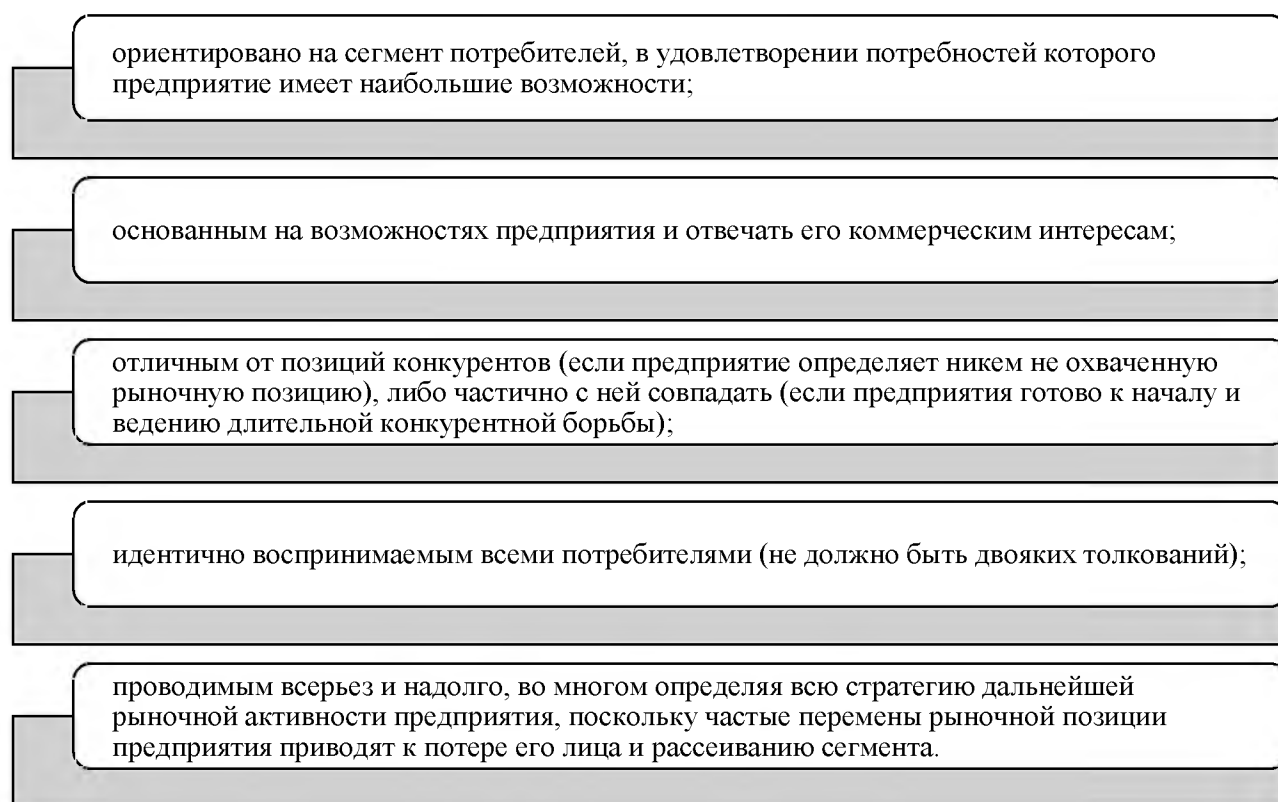 ориентировано на сегмент потребителей, в удовлетворении потребностей которого
предприятие имеет наибольшие возможности;
основанным на возможностях предприятия и отвечать его коммерческим интересам;
отличным от позиций конкурентов (если предприятие определяет никем не охваченную
рыночную позицию), либо частично с ней совпадать (если предприятия готово к началу и
ведению длительной конкурентной борьбы);
идентично воспринимаемым всеми потребителями (не должно быть двояких толкований);
проводимым всерьез и надолго, во многом определяя всю стратегию дальнейшей
рыночной активности предприятия, поскольку частые перемены рыночной позиции
предприятия приводят к потере его лица и рассеиванию сегмента.